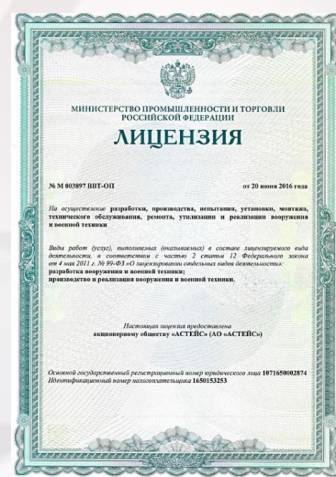 МИНИСТЕРСТВО ПРОМЫШЛЕННОСТИ И ТОРГОВЛИ
РОССИЙСКОЙ ФЕДЕРАЦИИ
ЛИЦЕНЗИЯ
№ М 003897 ВВТ-ОП от 20 июня 2016 года
На осуществление разработки, производства, испытания, установки, монтажа,
технического обслуживания, ремонта, утилизации и реализации вооружения
и военной техники
Виды работ (услуг), выполняемых (оказываемых) в составе лицензируемого вида
деятельности, в соответствии с частью 2 статьи 12 Федерального закона
от 4 мая 2011 г. № 99-ФЗ «О лицензировании отдельных видов деятельности»:
разработка вооружения и военной техники;
производство и реализация вооружения и военной техники.
Настоящая лицензия предоставлена
акционерному обществу «АСТЕЙС» (АО «АСТЕЙС»)
Основной государственный регистрационный номер юридического лица 1071650002874
Идентификационный номер налогоплательщика 1650153253